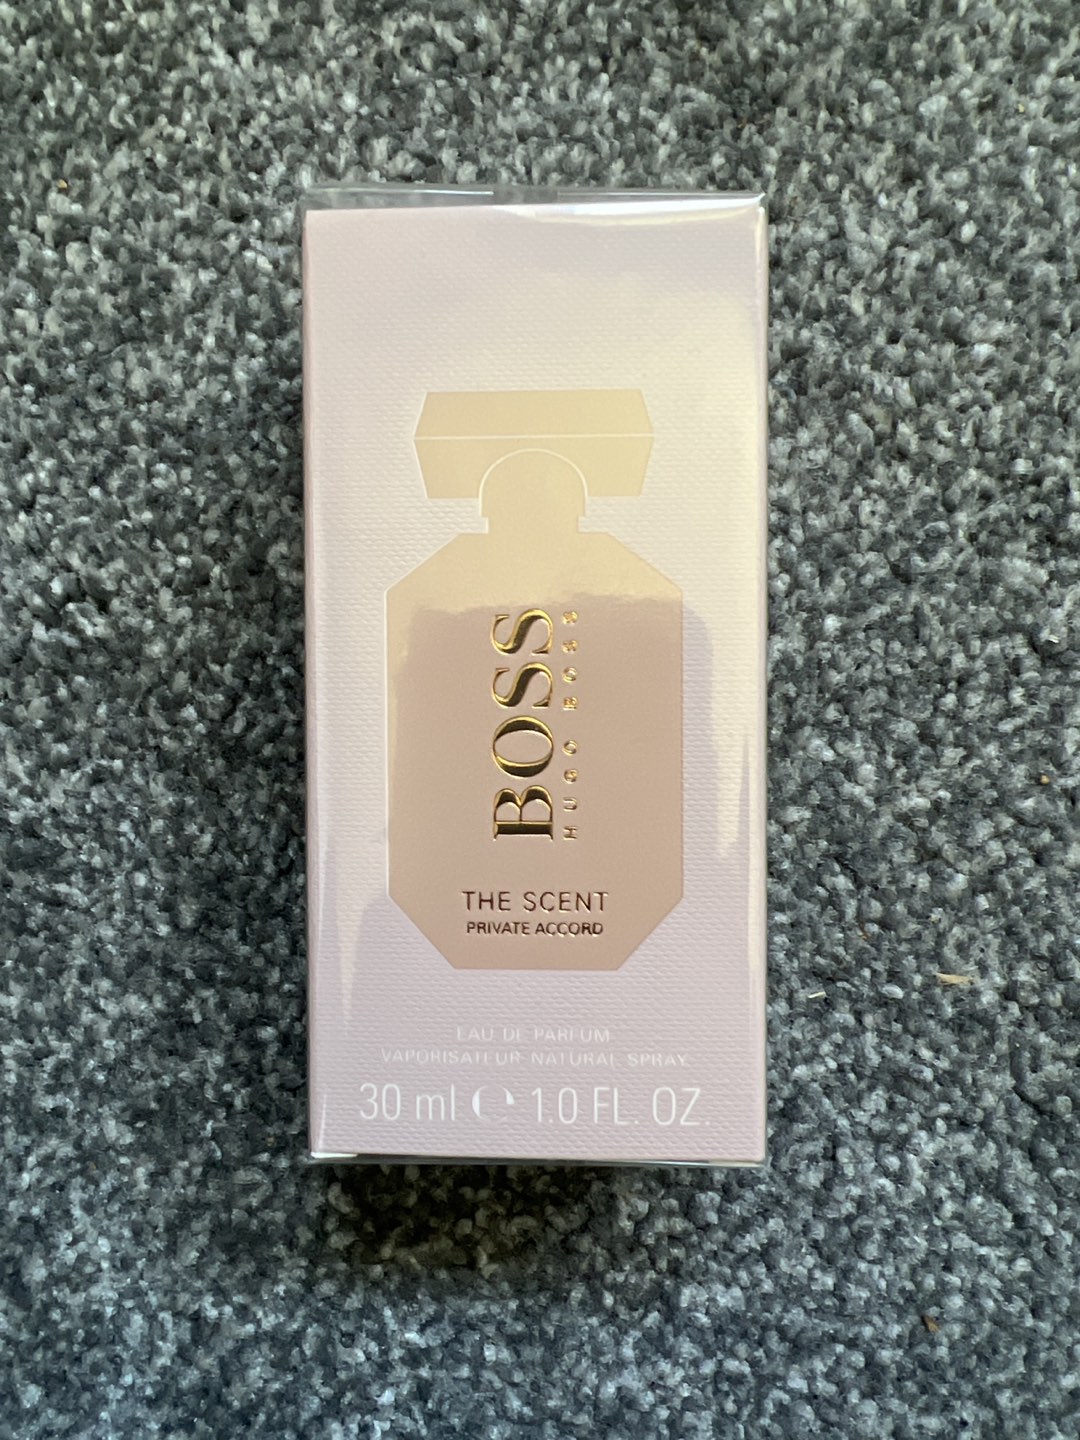 BOSS
HUGO BOSS
THE SCENT
PRIVATE ACCORD
EAU DE PARFUM
VAPORISATEUR NATURAL SPRAY
30 ml ℮ 1.0 FL. OZ.